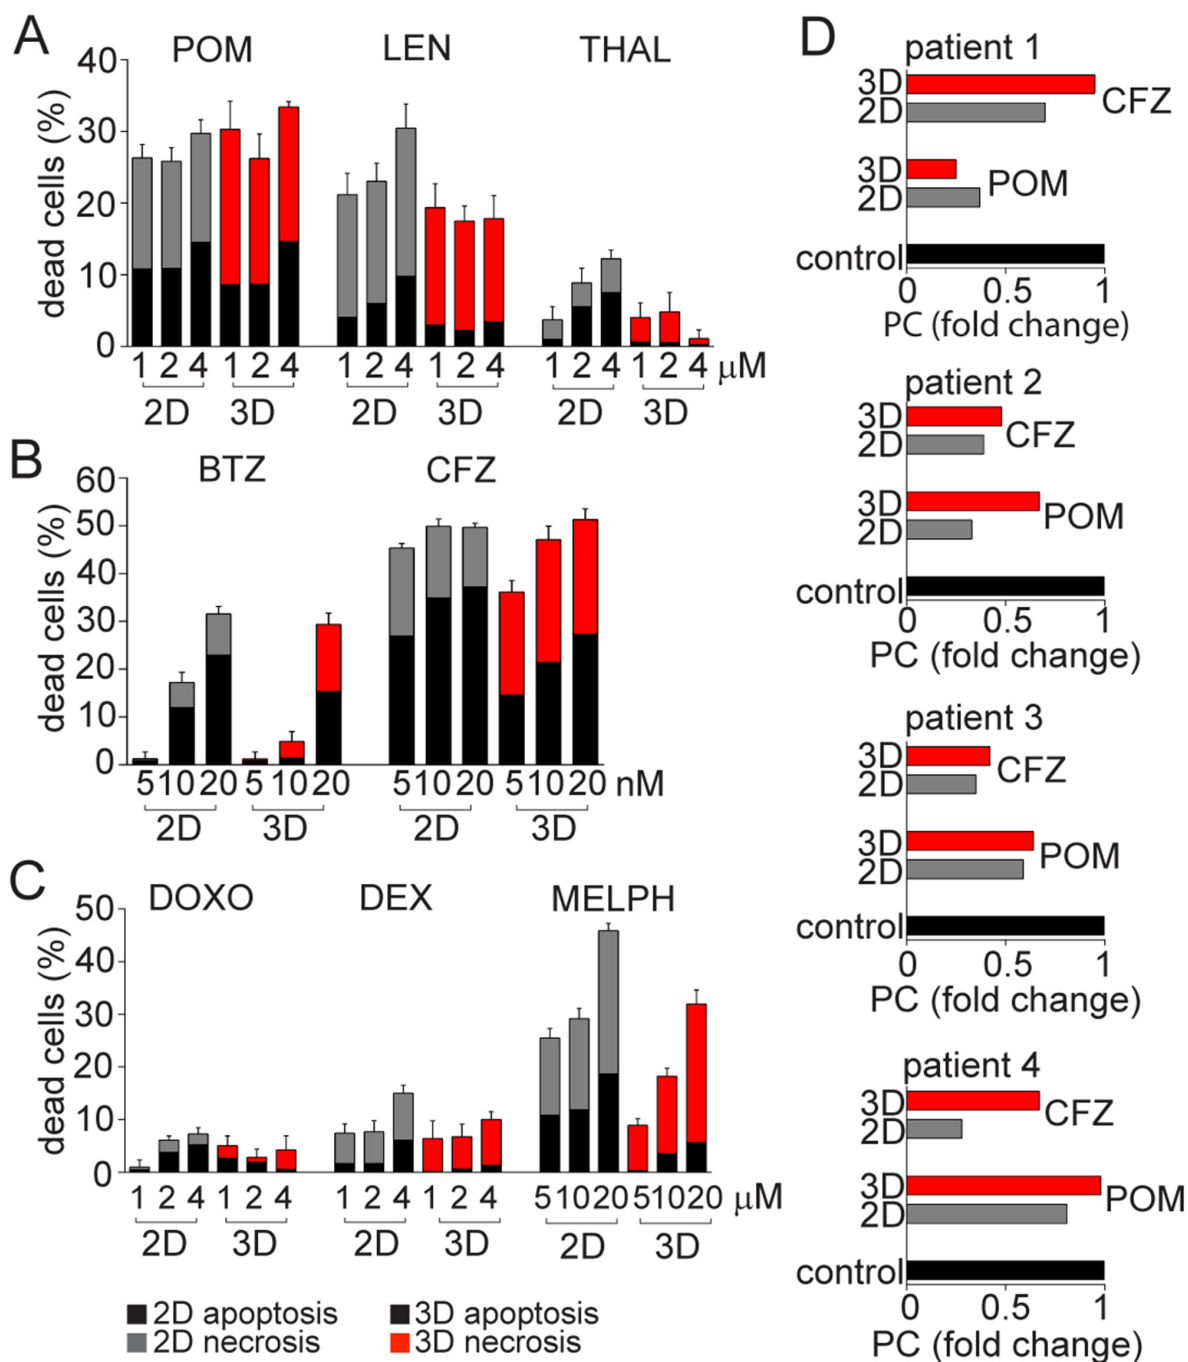 A
POM LEN THAL
dead cells (%)
40
30
20
10
0
1 2 4 1 2 4 1 2 4 1 2 4 1 2 4 1 2 4 μM
2D 3D 2D 3D 2D 3D
B
BTZ CFZ
dead cells (%)
60
50
40
30
20
10
0
5 10 20 5 10 20 5 10 20 5 10 20 nM
2D 3D 2D 3D
C
DOXO DEX MELPH
dead cells (%)
50
40
30
20
10
0
1 2 4 1 2 4 1 2 4 1 2 4 5 10 20 5 10 20 μM
2D 3D 2D 3D 2D 3D
2D apoptosis 3D apoptosis
2D necrosis 3D necrosis
D
patient 1
3D
2D
CFZ
3D
2D
POM
control
0 0.5 1
PC (fold change)
patient 2
3D
2D
CFZ
3D
2D
POM
control
0 0.5 1
PC (fold change)
patient 3
3D
2D
CFZ
3D
2D
POM
control
0 0.5 1
PC (fold change)
patient 4
3D
2D
CFZ
3D
2D
POM
control
0 0.5 1
PC (fold change)